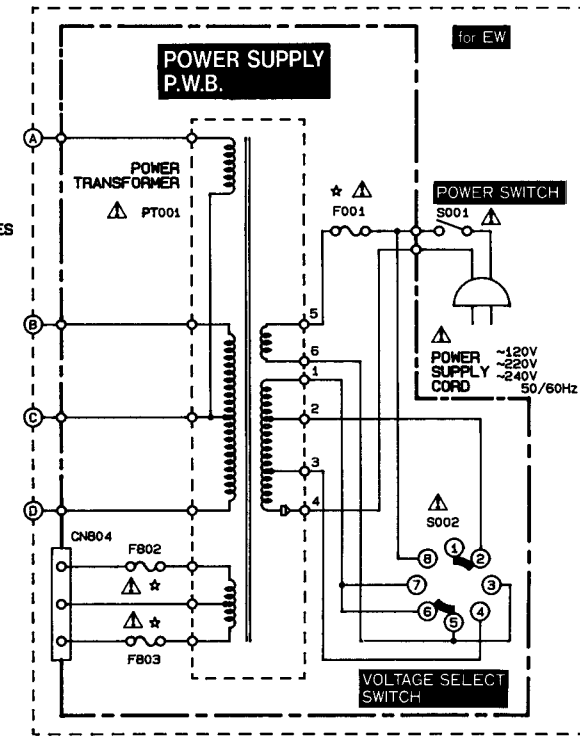 for EW
POWER SUPPLY
P.W.B.
A
POWER
TRANSFORMER
PT001
ES
F001
POWER SWITCH
S001
B
5
6
1
2
3
4
POWER
SUPPLY
CORD
~120V
~220V
~240V
50/60Hz
C
D
CN804
F802
F803
S002
1
2
3
4
5
6
7
8
VOLTAGE SELECT
SWITCH